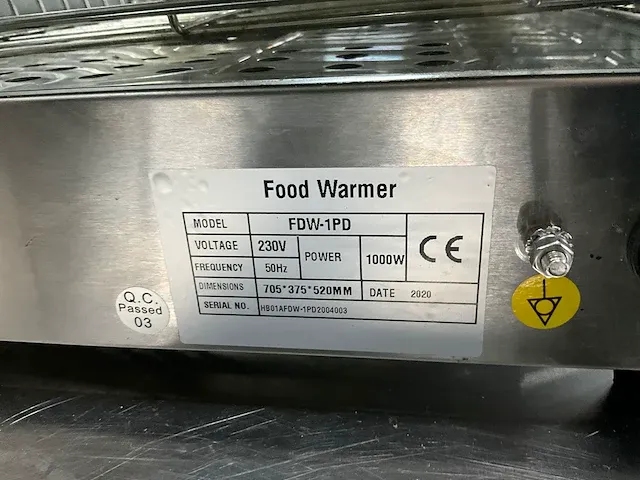 Food Warmer
MODEL FDW-1PD
VOLTAGE 230V POWER 1000W CE
FREQUENCY 50Hz
DIMENSIONS 705*375*520MM DATE 2020
SERIAL NO. HB01AFDW-1PD2004003
Q.C.
Passed
03